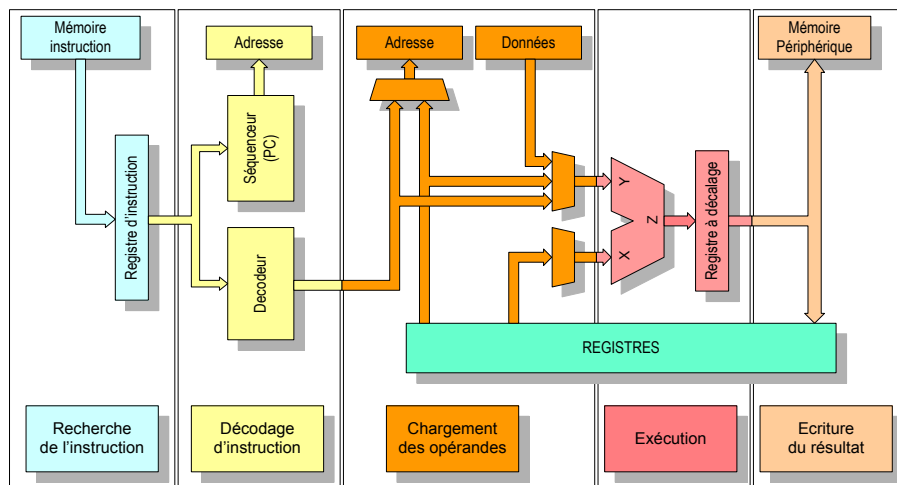 Mémoire
instruction
Adresse
Adresse
Données
Mémoire
Périphérique
Registre d'instruction
Séquenceur
(PC)
Decodeur
Y
X
Z
Registre à décalage
REGISTRES
Recherche
de l'instruction
Décodage
d'instruction
Chargement
des opérandes
Exécution
Ecriture
du résultat